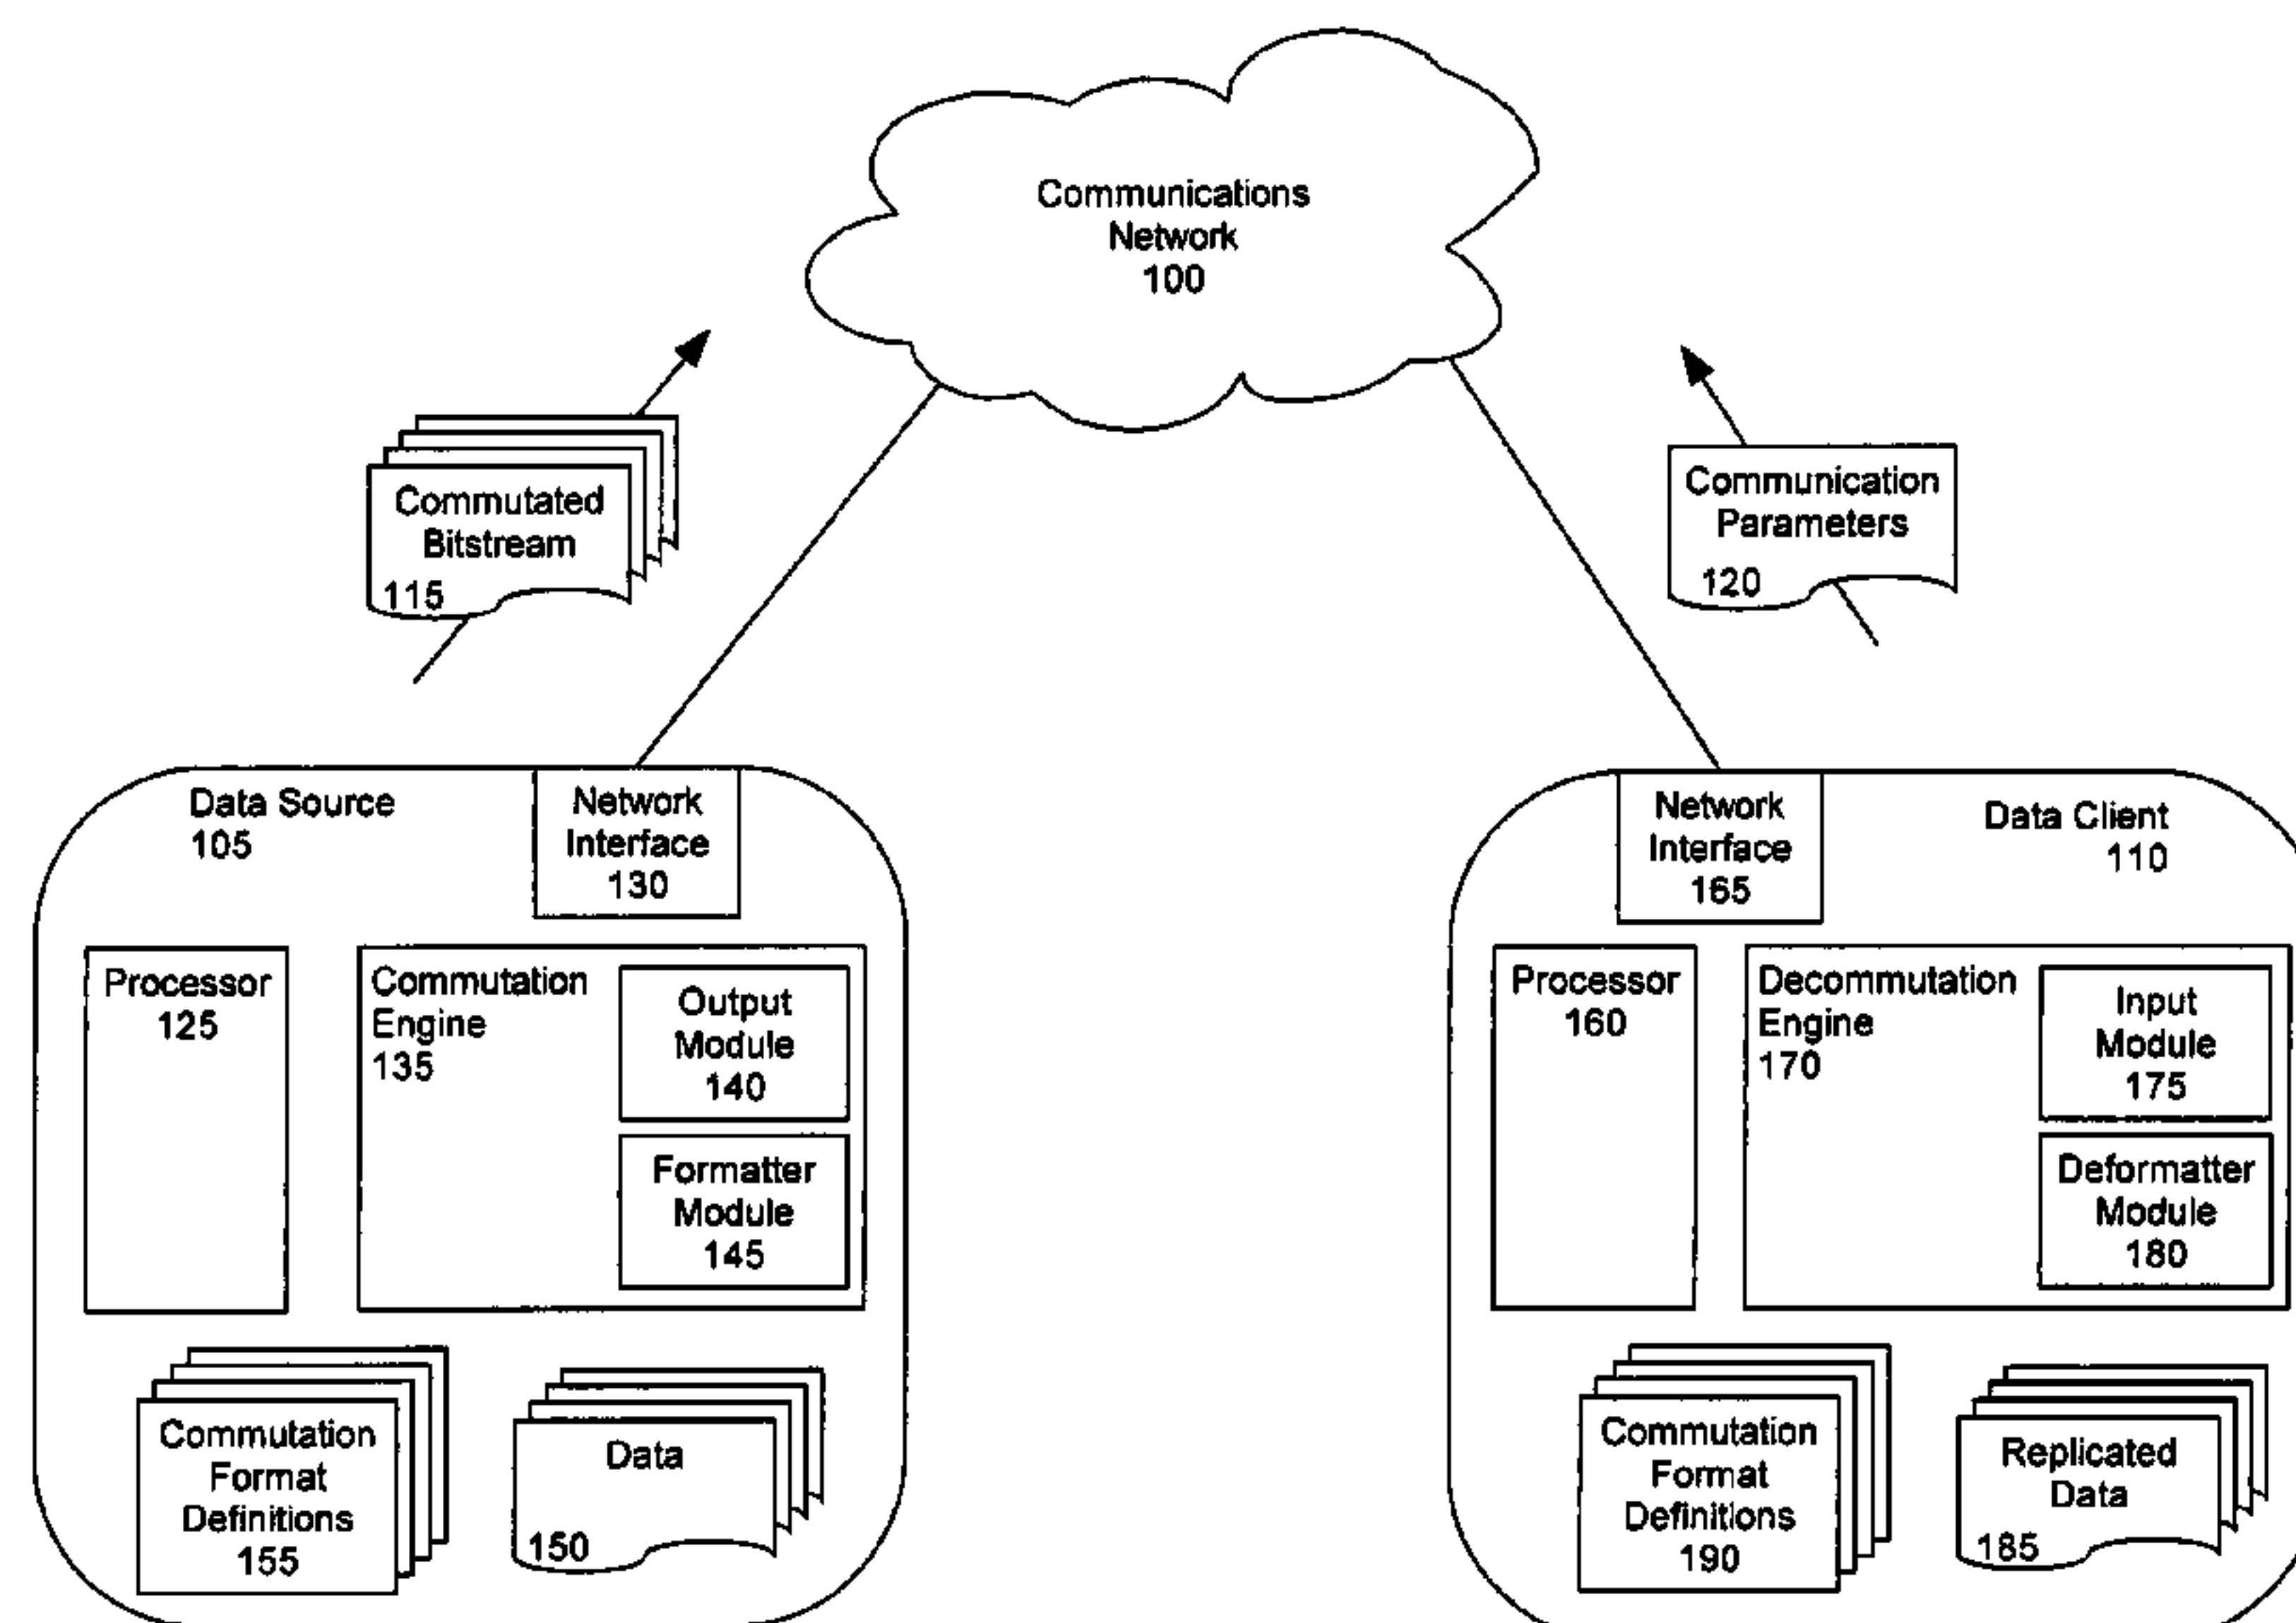 Communications
Network
100
Commutated
Bitstream
115
Communication
Parameters
120
Data Source
105
Network
Interface
130
Processor
125
Commutation
Engine
135
Output
Module
140
Formatter
Module
145
Commutation
Format
Definitions
155
Data
150
Network
Interface
165
Data Client
110
Processor
160
Decommutation
Engine
170
Input
Module
175
Deformatter
Module
180
Commutation
Format
Definitions
190
Replicated
Data
185